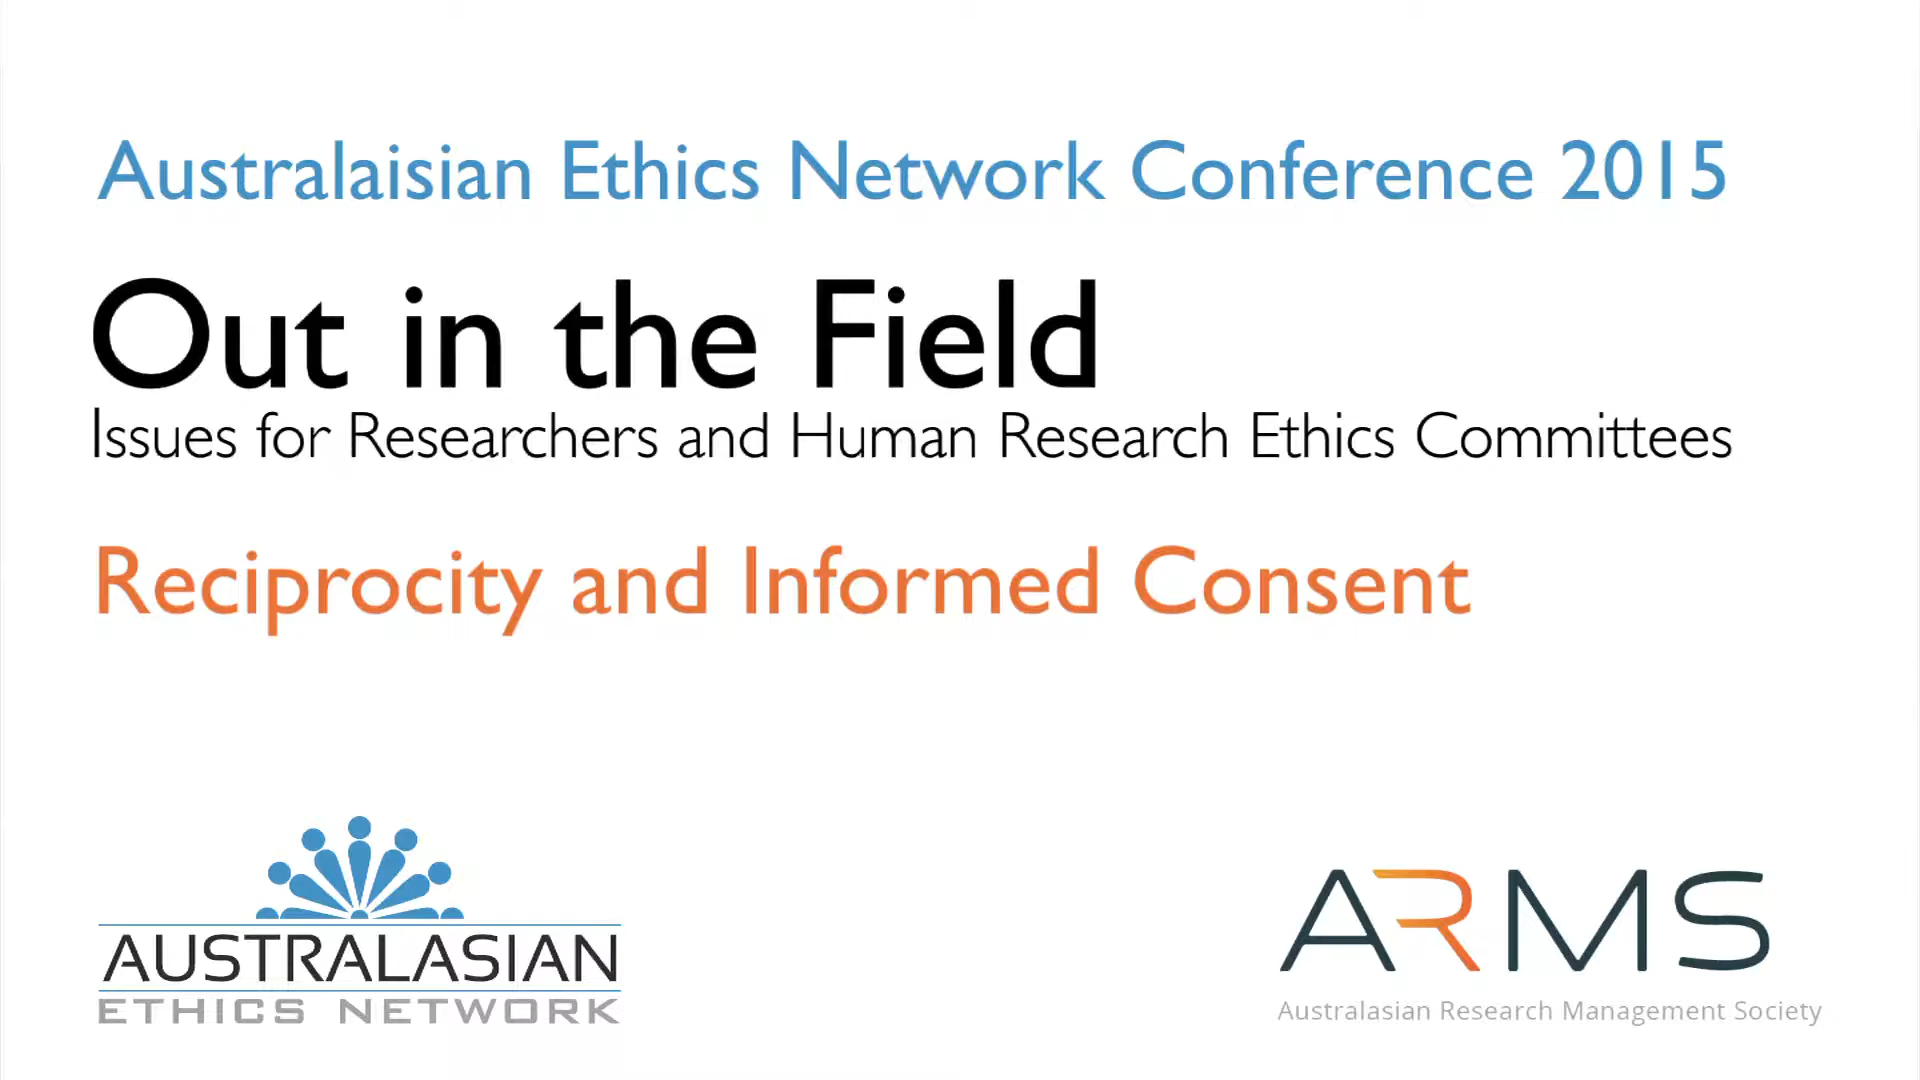 Australaisian Ethics Network Conference 2015
Out in the Field
Issues for Researchers and Human Research Ethics Committees
Reciprocity and Informed Consent
AUSTRALASIAN
ETHICS NETWORK
ARMS
Australasian Research Management Society